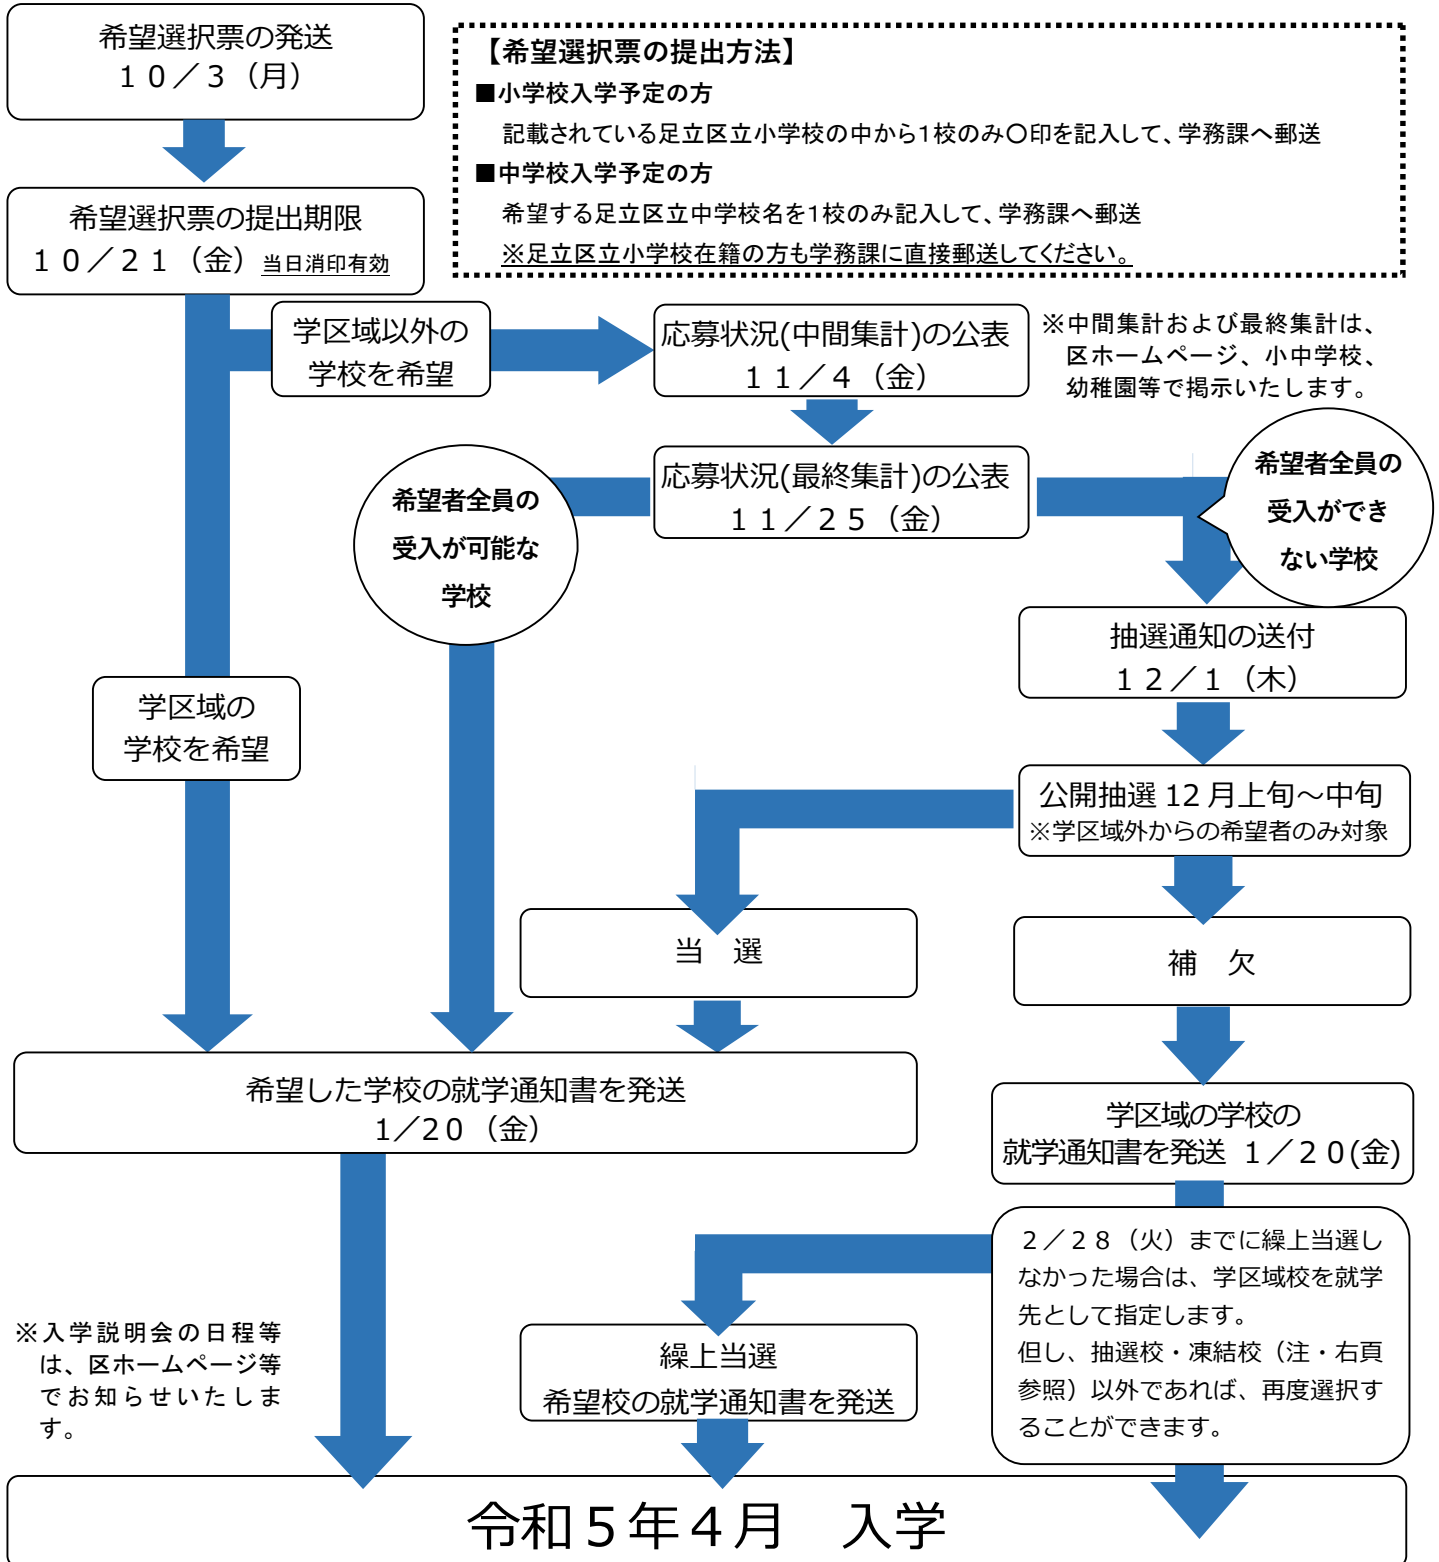 希望選択票の発送
１０／３（月）
【希望選択票の提出方法】
■小学校入学予定の方
記載されている足立区立小学校の中から1校のみ○印を記入して、学務課へ郵送
■中学校入学予定の方
希望する足立区立中学校名を1校のみ記入して、学務課へ郵送
※足立区立小学校在籍の方も学務課に直接郵送してください。
希望選択票の提出期限
１０／２１（金）当日消印有効
学区域以外の
学校を希望
応募状況(中間集計)の公表
１１／４（金）
※中間集計および最終集計は、
区ホームページ、小中学校、
幼稚園等で掲示いたします。
応募状況(最終集計)の公表
１１／２５（金）
希望者全員の
受入が可能な
学校
希望者全員の
受入ができ
ない学校
抽選通知の送付
１２／１（木）
学区域の
学校を希望
公開抽選 12 月上旬～中旬
※学区域外からの希望者のみ対象
当　選
補　欠
希望した学校の就学通知書を発送
1／20（金）
学区域の学校の
就学通知書を発送 １／２０(金)
２／２８（火）までに繰上当選し
なかった場合は、学区域校を就学
先として指定します。
但し、抽選校・凍結校（注・右頁
参照）以外であれば、再度選択す
ることができます。
※入学説明会の日程等
は、区ホームページ等
でお知らせいたしま
す。
繰上当選
希望校の就学通知書を発送
令和５年４月　入学